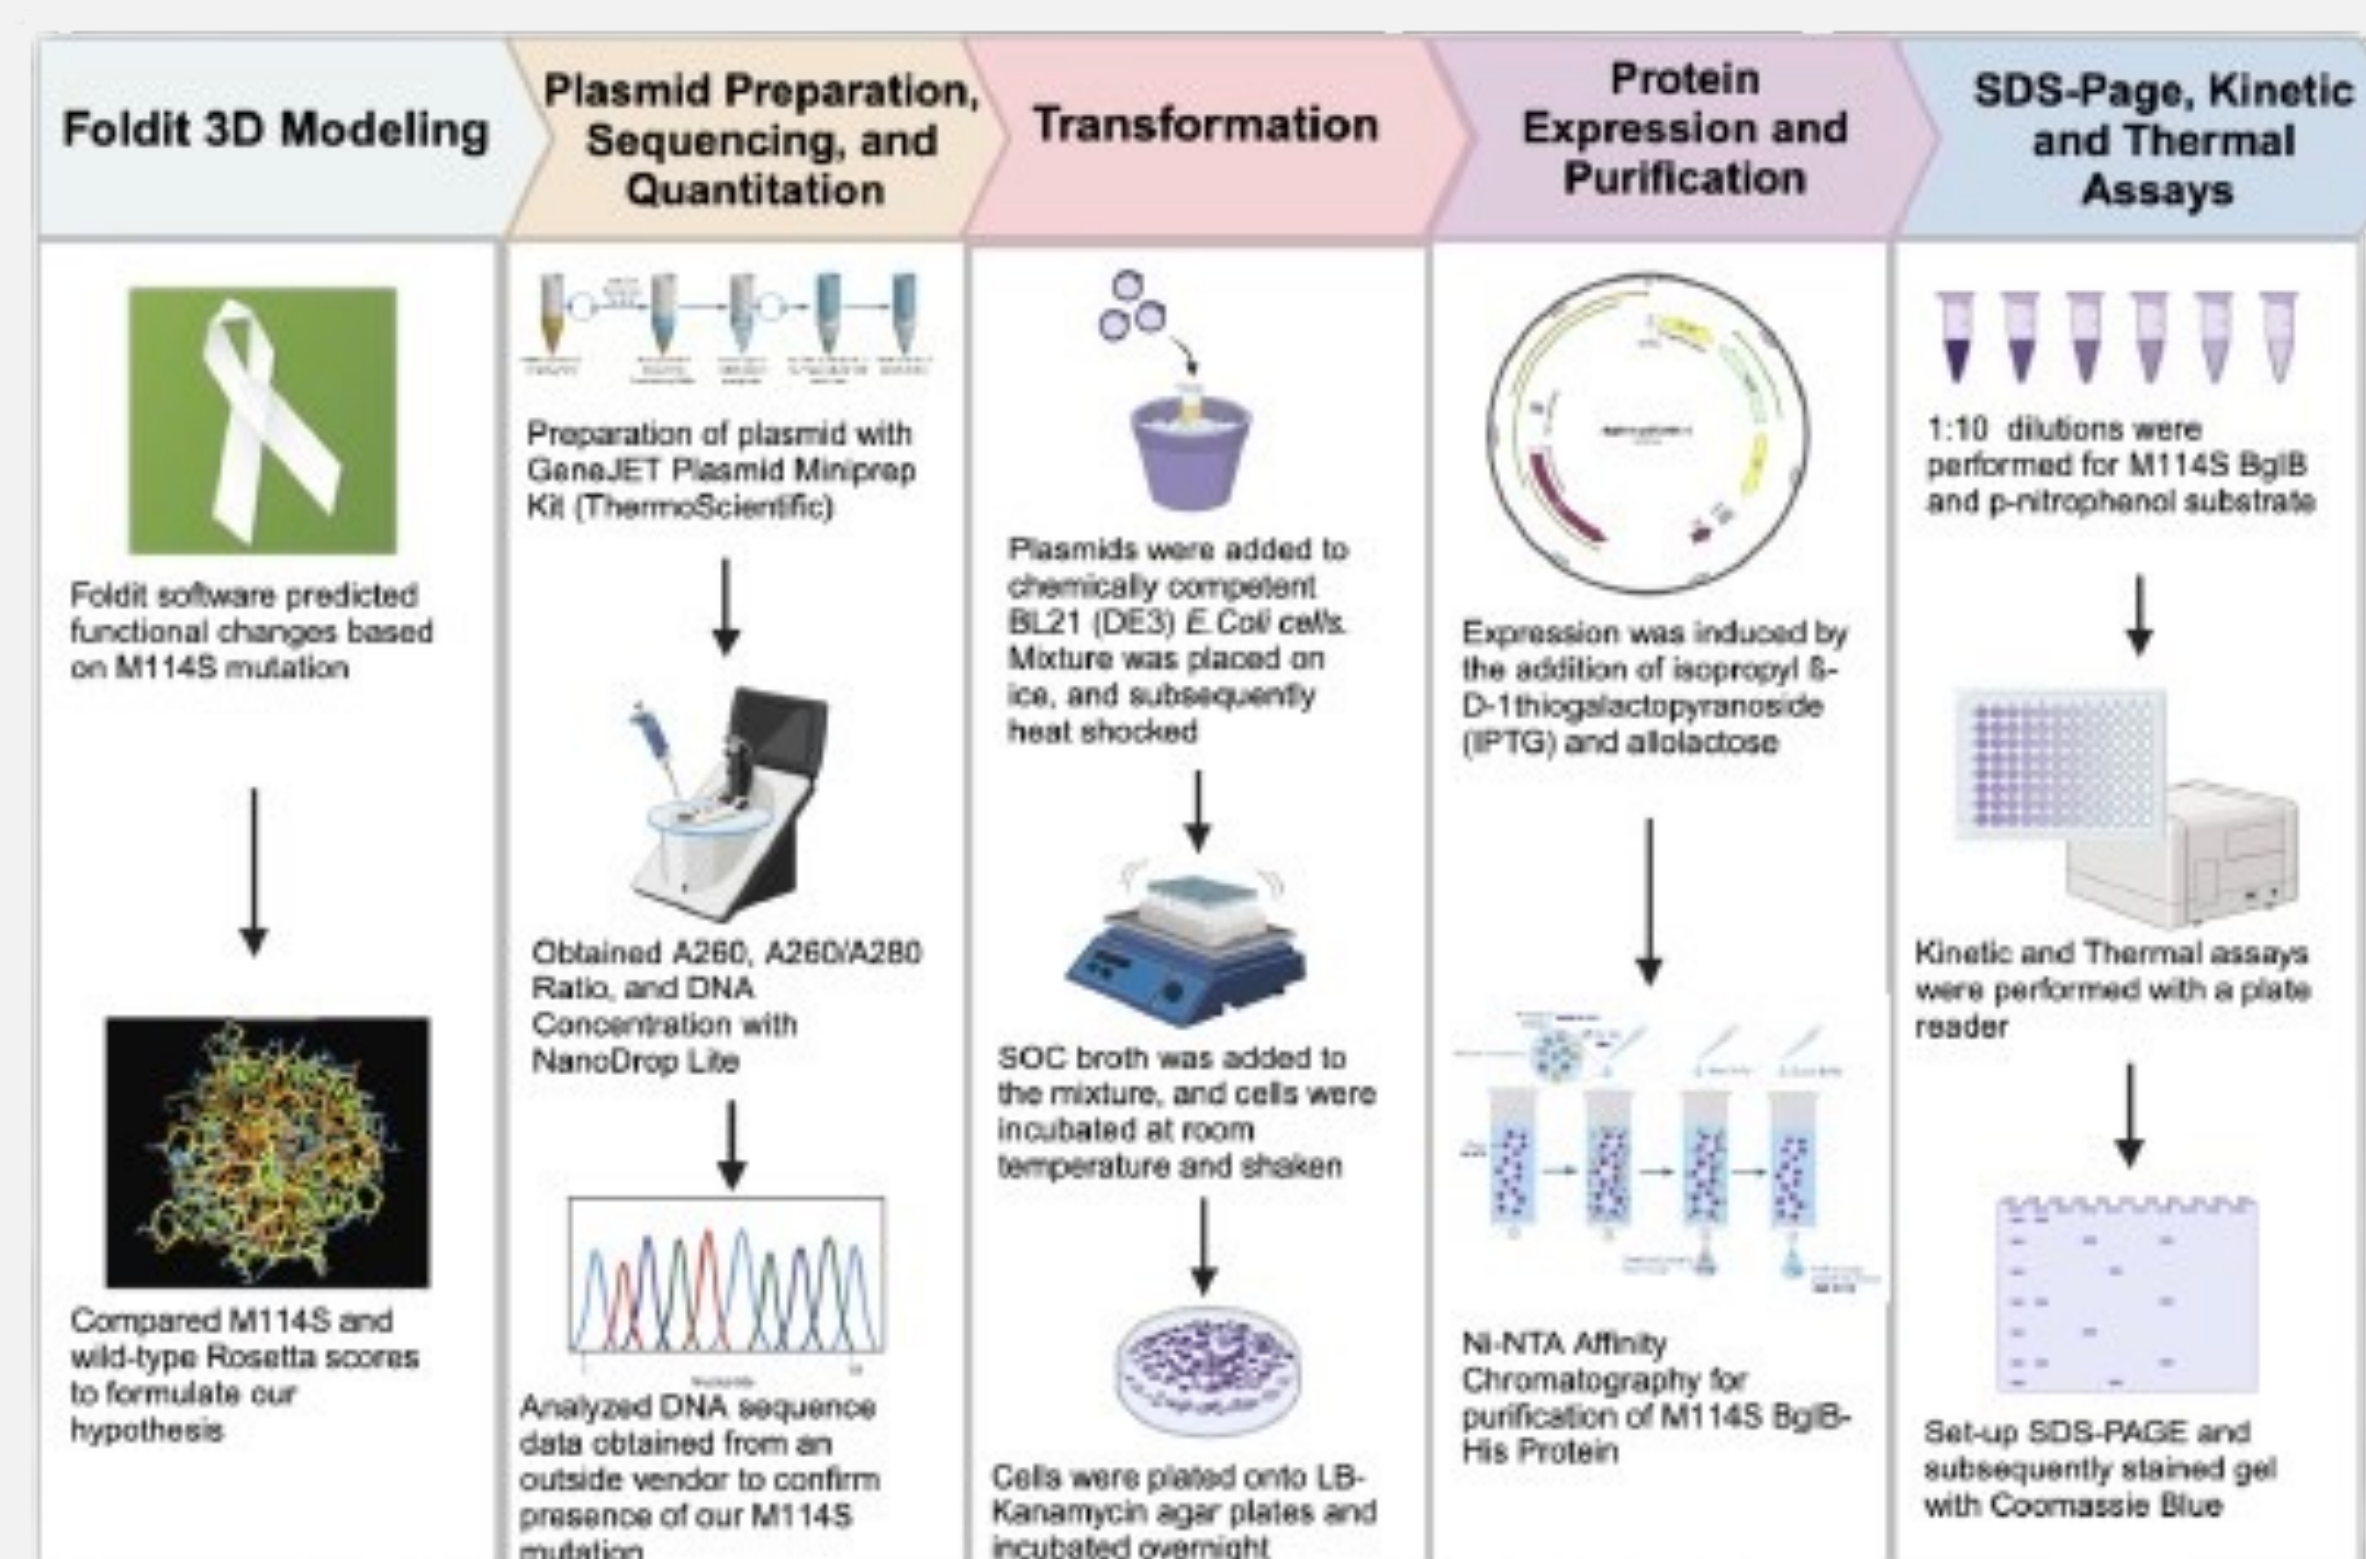 Foldit 3D Modeling
Plasmid Preparation,
Sequencing, and
Quantitation
Transformation
Protein
Expression and
Purification
SDS-Page, Kinetic
and Thermal
Assays
Foldit software predicted
functional changes based
on M114S mutation
Compared M114S and
wild-type Rosetta scores
to formulate our
hypothesis
Preparation of plasmid with
GeneJET Plasmid Miniprep
Kit (ThermoScientific)
Obtained A260, A260/A280
Ratio, and DNA
Concentration with
NanoDrop Lite
Analyzed DNA sequence
data obtained from an
outside vendor to confirm
presence of our M114S
mutation
Plasmids were added to
chemically competent
BL21 (DE3) E.Coli cells.
Mixture was placed on
ice, and subsequently
heat shocked
SOC broth was added to
the mixture, and cells were
incubated at room
temperature and shaken
Cells were plated onto LB-
Kanamycin agar plates and
incubated overnight
Expression was induced by
the addition of isopropyl ß-
D-1thiogalactopyranoside
(IPTG) and allolactose
Ni-NTA Affinity
Chromatography for
purification of M114S BglB-
His Protein
1:10 dilutions were
performed for M114S BglB
and p-nitrophenol substrate
Kinetic and Thermal assays
were performed with a plate
reader
Set-up SDS-PAGE and
subsequently stained gel
with Coomassie Blue